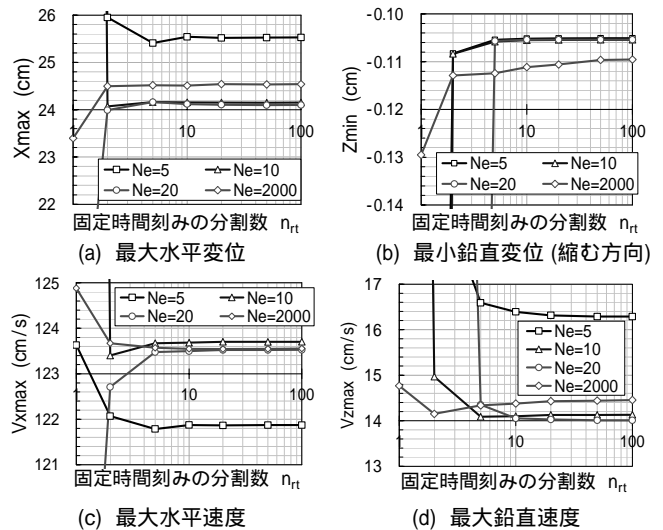 26
25
24
23
22
Xmax (cm)
1
10
100
Ne=5
Ne=10
Ne=20
Ne=2000
固定時間刻みの分割数 nrt
(a) 最大水平変位
-0.10
-0.11
-0.12
-0.13
-0.14
Zmin (cm)
1
10
100
Ne=5
Ne=10
Ne=20
Ne=2000
固定時間刻みの分割数 nrt
(b) 最小鉛直変位 (縮む方向)
125
124
123
122
121
Vxmax (cm/s)
1
10
100
Ne=5
Ne=10
Ne=20
Ne=2000
固定時間刻みの分割数 nrt
(c) 最大水平速度
17
16
15
14
13
Vzmax (cm/s)
1
10
100
Ne=5
Ne=10
Ne=20
Ne=2000
固定時間刻みの分割数 nrt
(d) 最大鉛直速度